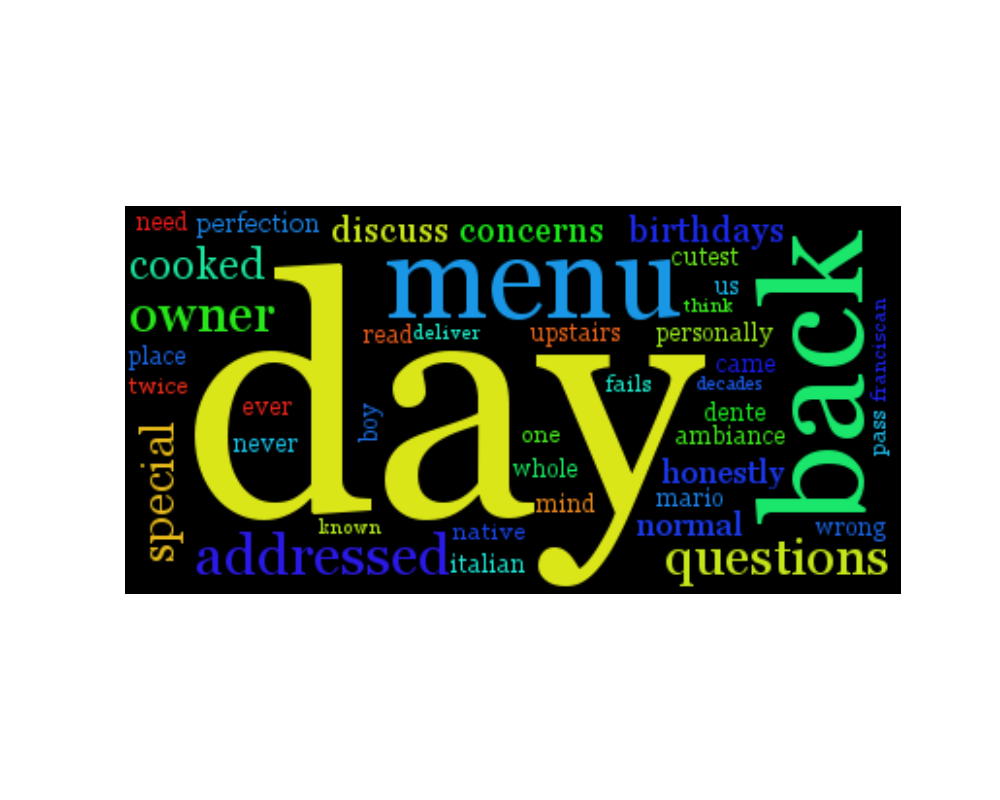 need
perfection
discuss
concerns
birthdays
cooked
menu
cutest
back
us
owner
think
read
deliver
upstairs
personally
franciscan
place
day
came
twice
fails
decades
ever
boy
dente
never
one
ambiance
pass
special
whole
honestly
mind
mario
known
native
normal
wrong
addressed
italian
questions